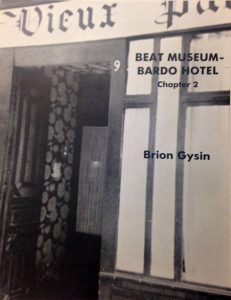 Vieux Pa
9
BEAT MUSEUM-
BARDO HOTEL
Chapter 2
Brion Gysin